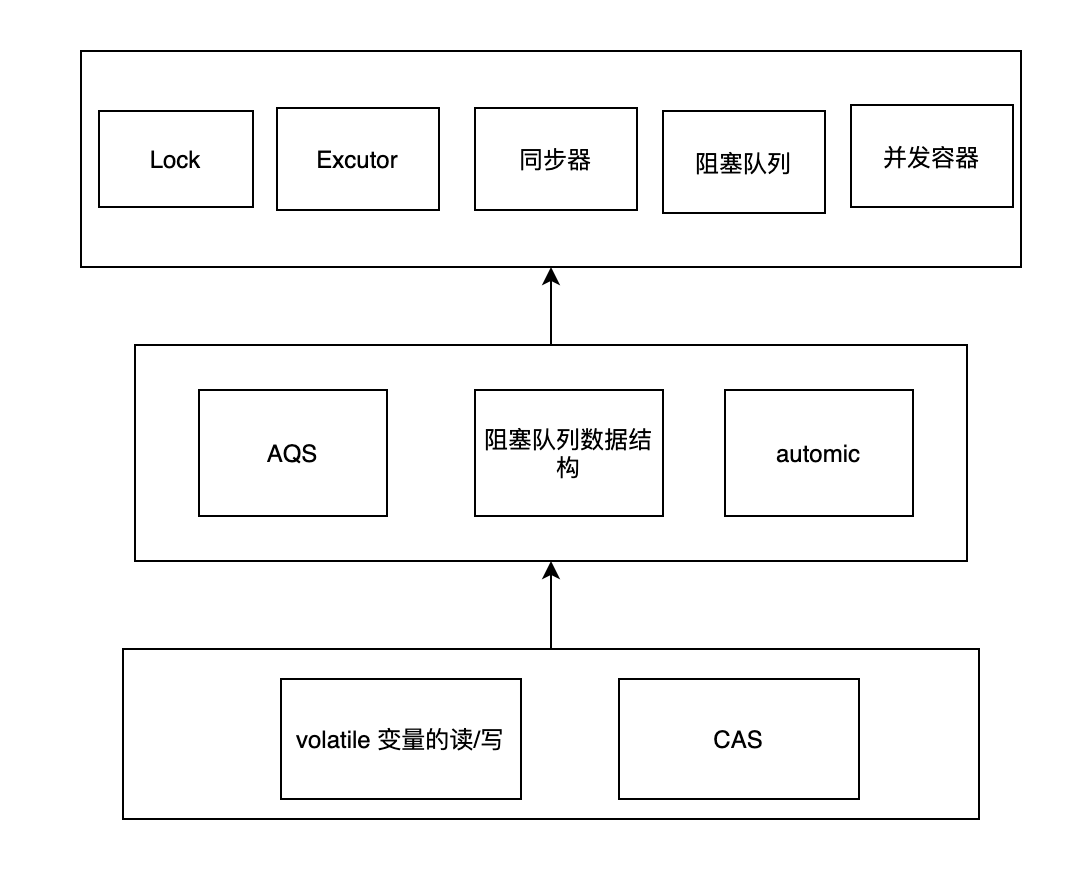 Lock
Excutor
同步器
阻塞队列
并发容器
AQS
阻塞队列数据结
构
automic
volatile 变量的读/写
CAS